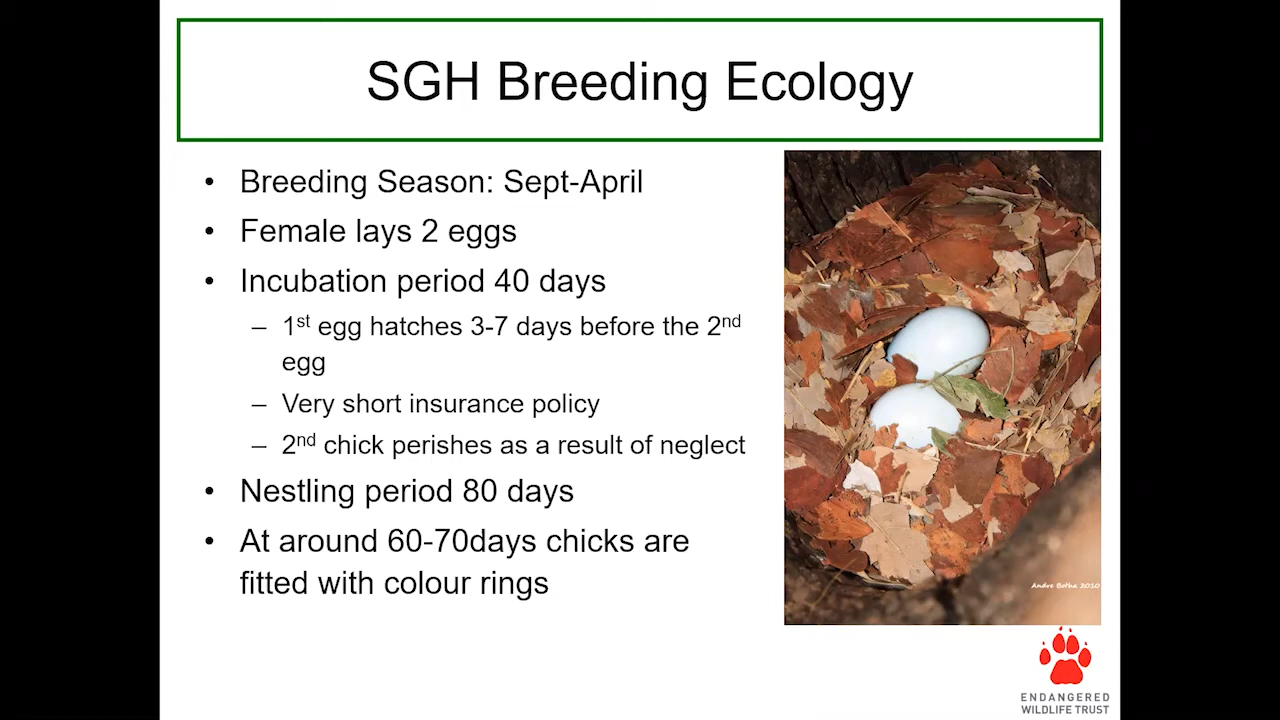 SGH Breeding Ecology
• Breeding Season: Sept-April
• Female lays 2 eggs
• Incubation period 40 days
– 1st egg hatches 3-7 days before the 2nd
egg
– Very short insurance policy
– 2nd chick perishes as a result of neglect
• Nestling period 80 days
• At around 60-70days chicks are
fitted with colour rings
Andre Botha 2010
ENDANGERED
WILDLIFE TRUST